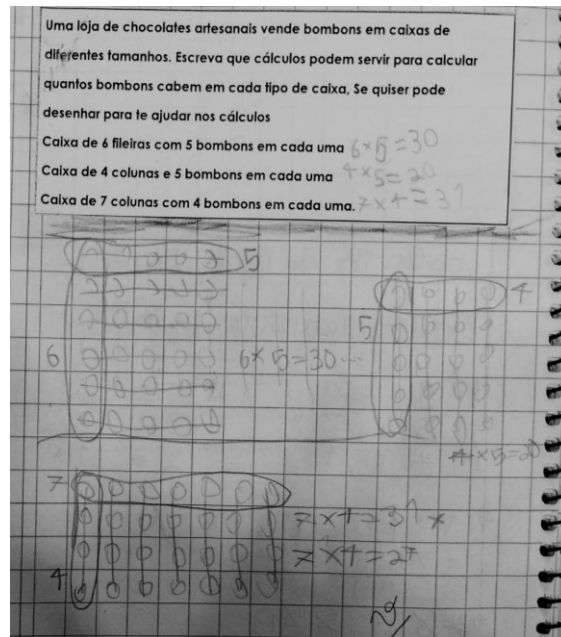 Uma loja de chocolates artesanais vende bombons em caixas de
diferentes tamanhos. Escreva que cálculos podem servir para calcular
quantos bombons cabem em cada tipo de caixa, Se quiser pode
desenhar para te ajudar nos cálculos
Caixa de 6 fileiras com 5 bombons em cada uma 6×5=30
Caixa de 4 colunas e 5 bombons em cada uma 4×5=20
Caixa de 7 colunas com 4 bombons em cada uma. 7×4=31
5
4
5
6
6×5=30
4×5=20
7
7×4=31 x
7×4=27
4